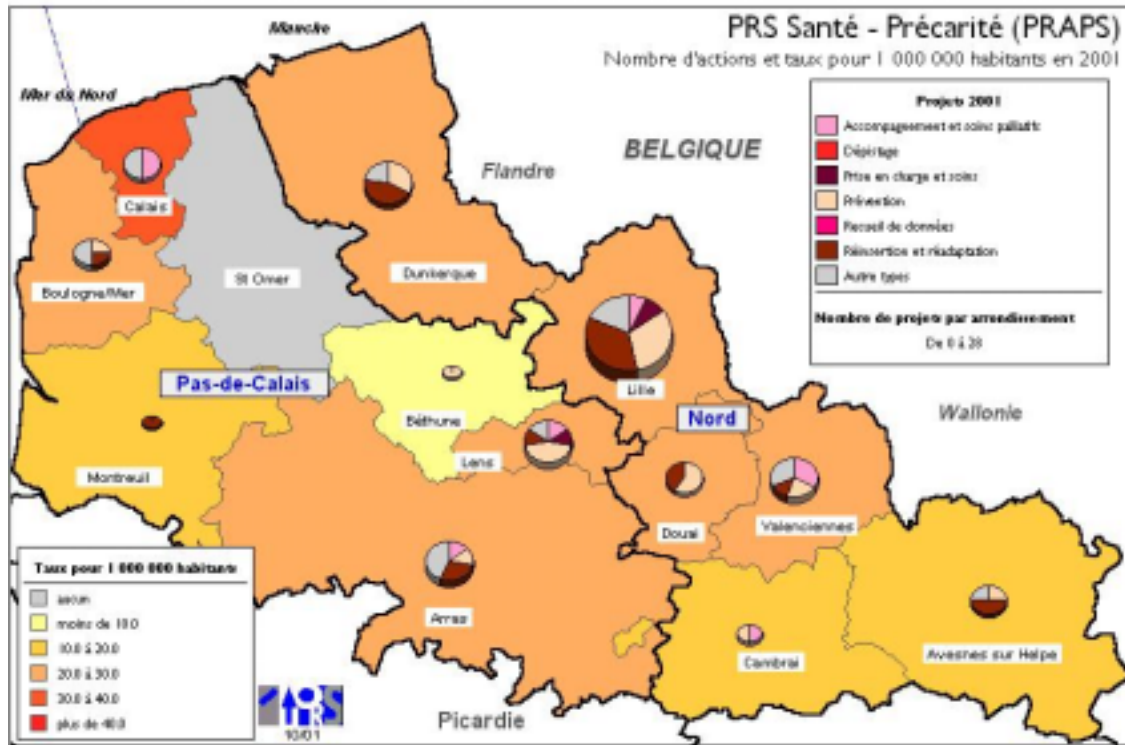 PRS Santé - Précarité (PRAPS)
Nombre d'actions et taux pour 1 000 000 habitants en 2001
Manche
Mer du Nord
Projets 2001
Accompagnement et soins palliatifs
Dépistage
Prise en charge et soins
Prévention
Recueil de données
Réinsertion et réadaptation
Autre types
Nombre de projets par arrondissement
De 0 à 28
BELGIQUE
Flandre
Calais
Dunkerque
St Omer
Boulogne/Mer
Pas-de-Calais
Lille
Nord
Wallonie
Béthune
Lens
Montreuil
Douai
Valenciennes
Arras
Cambrai
Avesnes sur Helpe
Taux pour 1 000 000 habitants
aucun
moins de 10.0
10.0 à 20.0
20.0 à 30.0
30.0 à 40.0
plus de 40.0
ORS
10/01
Picardie